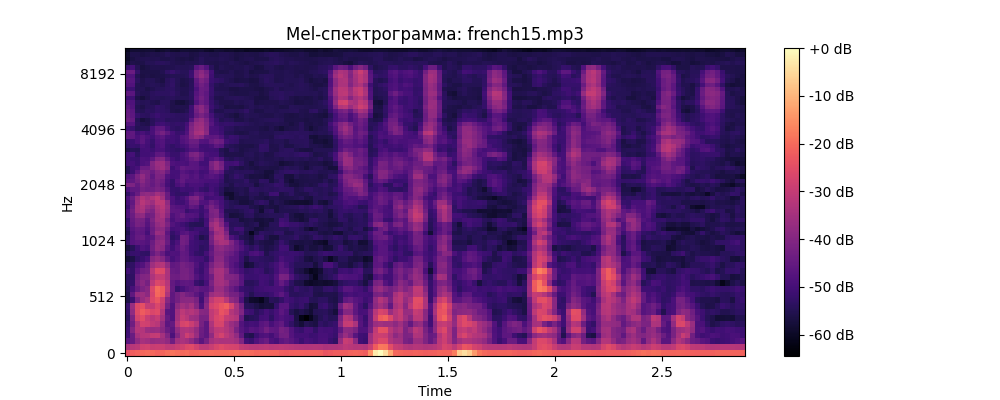 Mel-спектрограмма: french15.mp3
Hz
8192
4096
2048
1024
512
0
0
0.5
1
1.5
2
2.5
Time
+0 dB
-10 dB
-20 dB
-30 dB
-40 dB
-50 dB
-60 dB